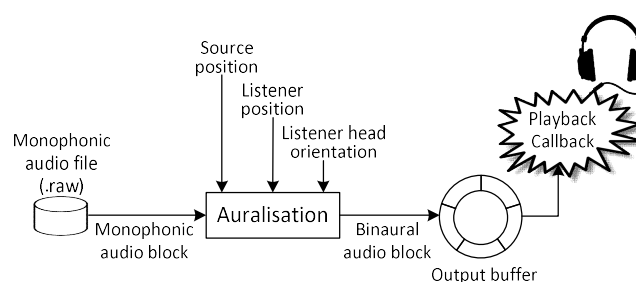 Source
position
Listener
position
Listener head
orientation
Playback
Callback
Monophonic
audio file
(.raw)
Auralisation
Monophonic
audio block
Binaural
audio block
Output buffer